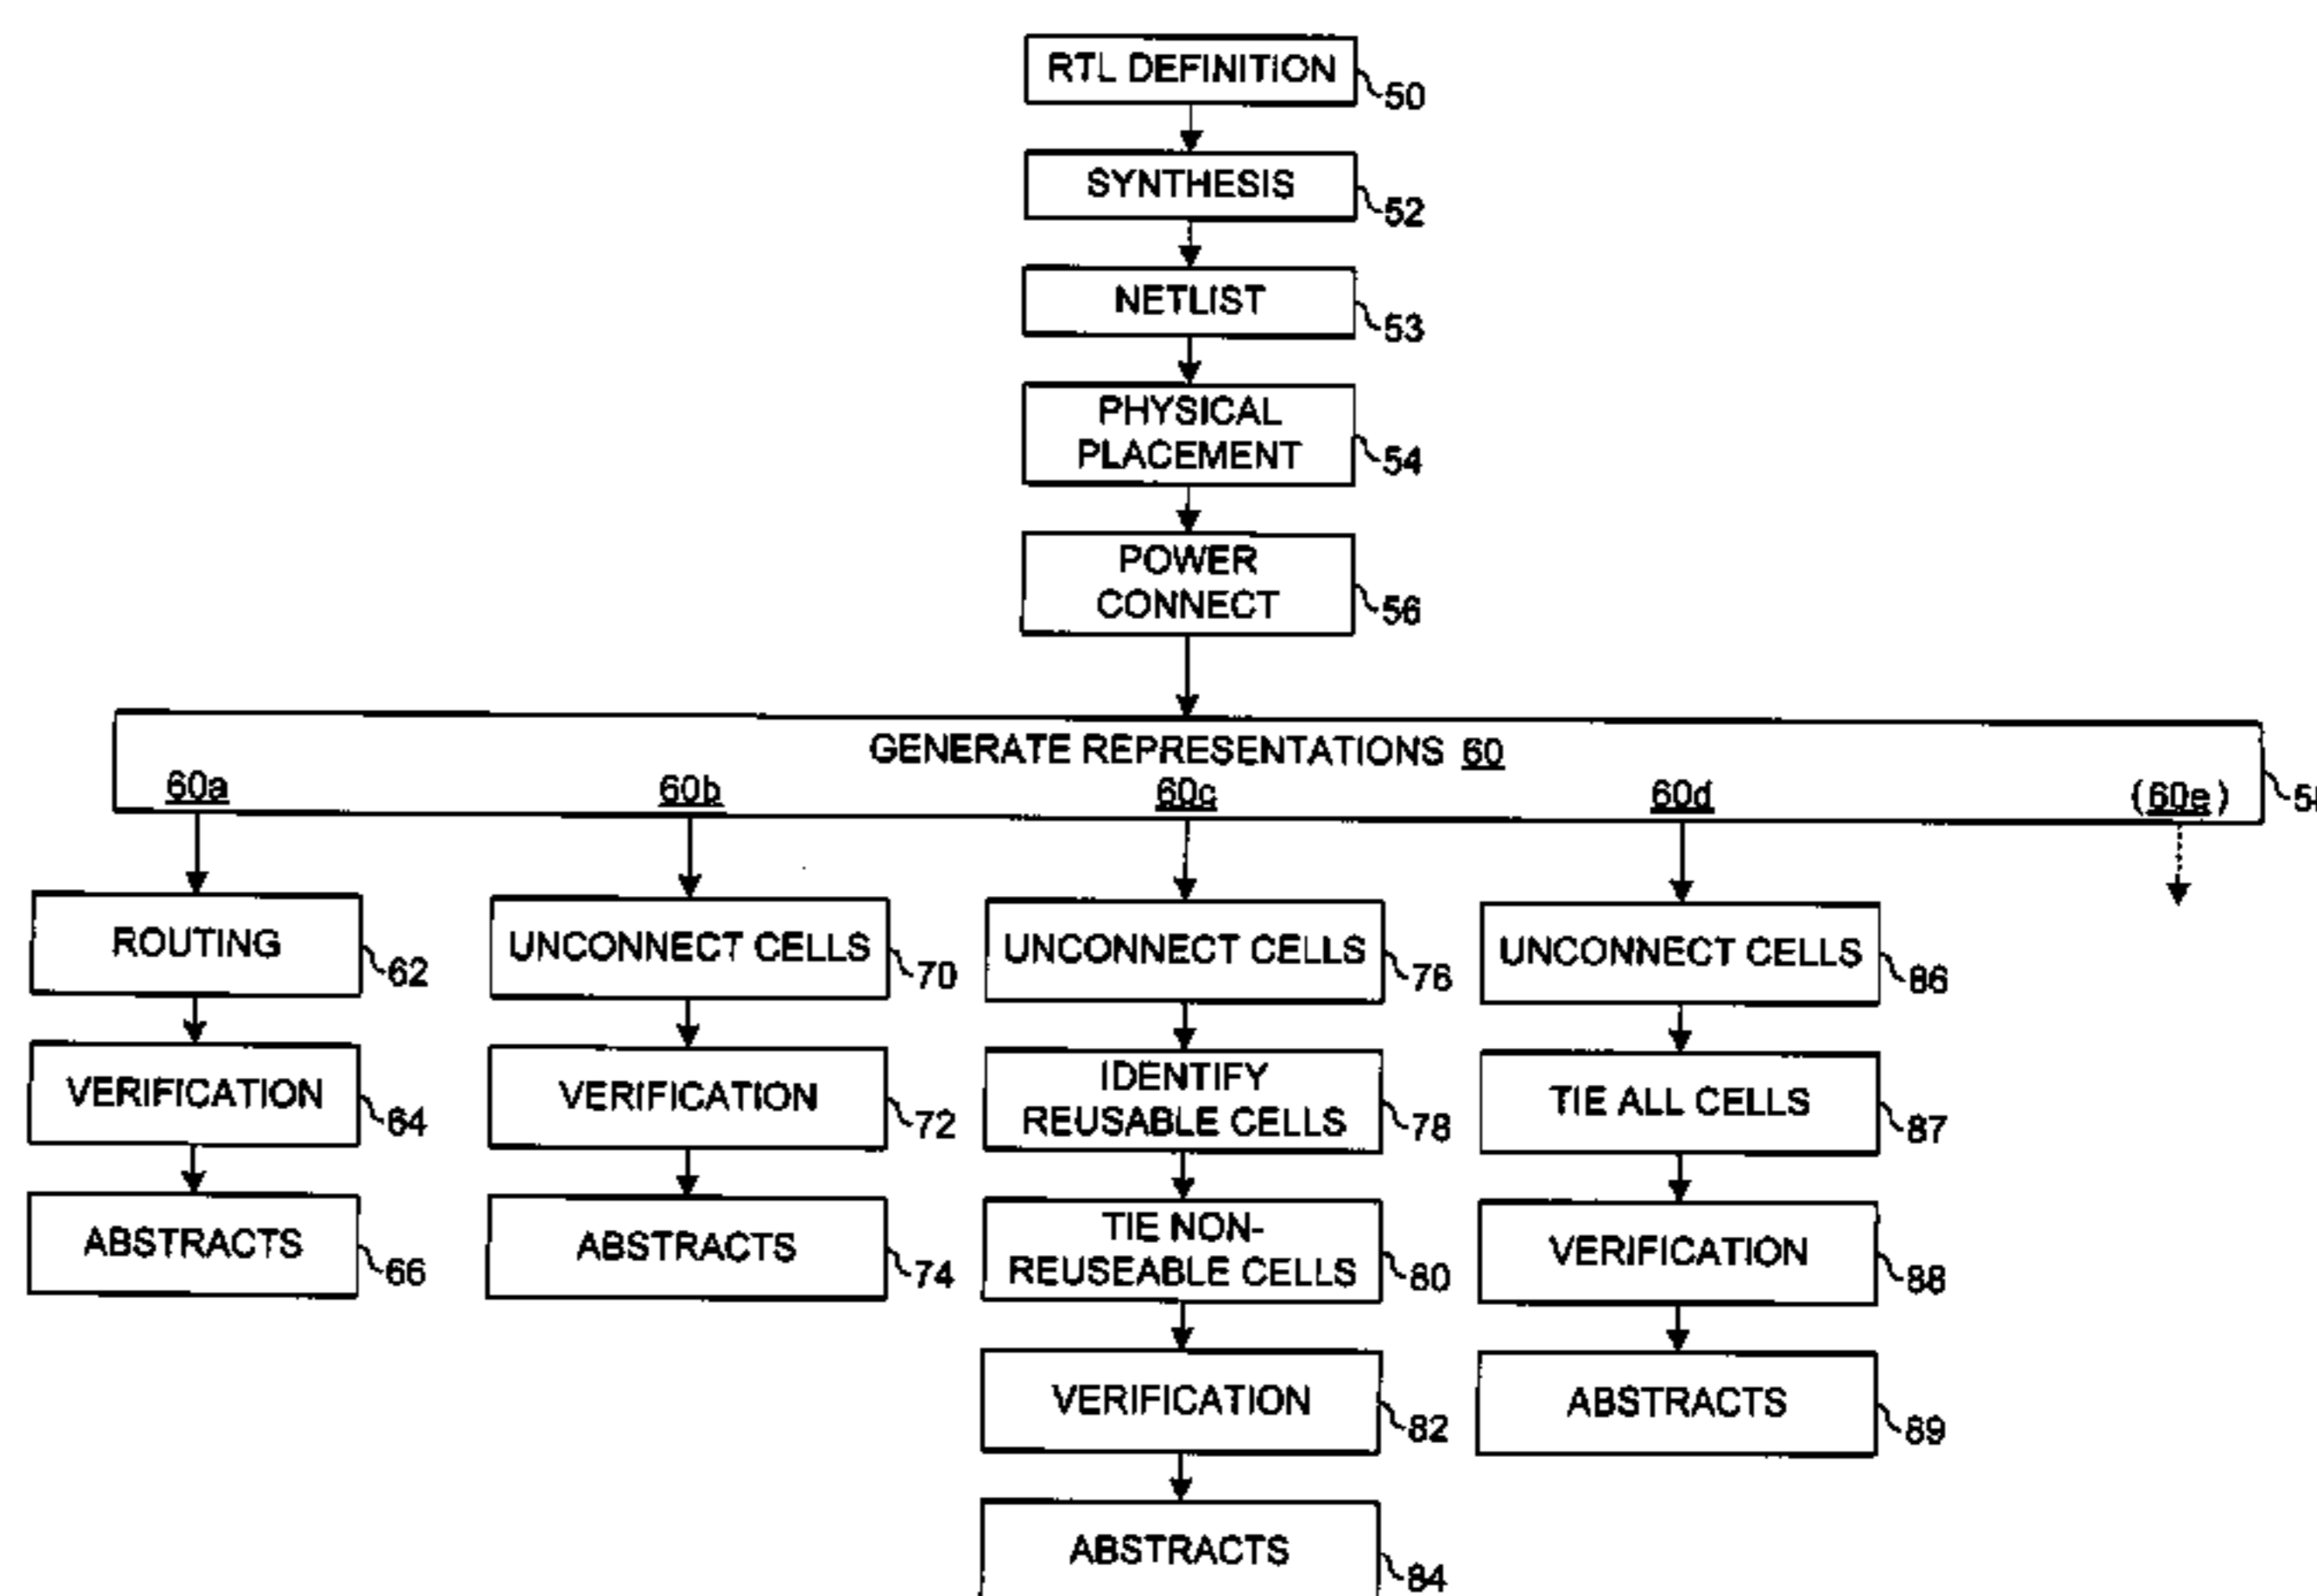 RTL DEFINITION
50
SYNTHESIS
52
NETLIST
53
PHYSICAL
PLACEMENT
54
POWER
CONNECT
56
GENERATE REPRESENTATIONS 60
60a
60b
60c
60d
(60e)
ROUTING
62
VERIFICATION
64
ABSTRACTS
66
UNCONNECT CELLS
70
VERIFICATION
72
ABSTRACTS
74
UNCONNECT CELLS
76
IDENTIFY
REUSABLE CELLS
78
TIE NON-
REUSEABLE CELLS
80
VERIFICATION
82
ABSTRACTS
84
UNCONNECT CELLS
86
TIE ALL CELLS
87
VERIFICATION
88
ABSTRACTS
89